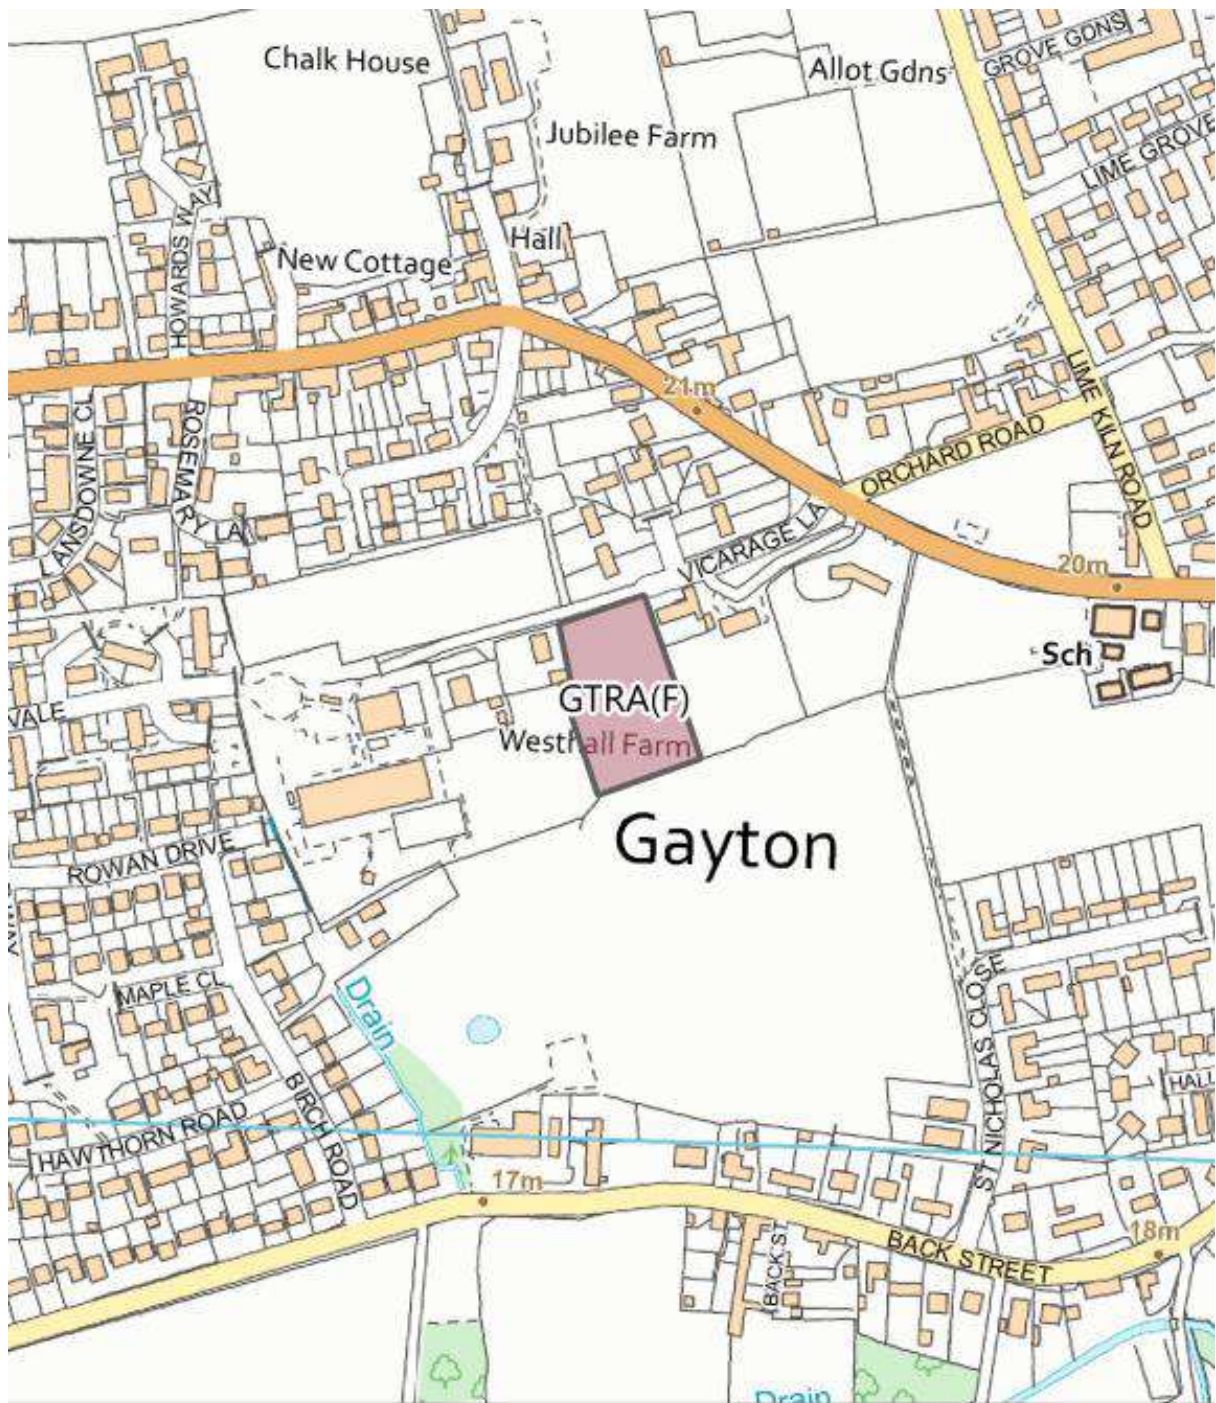 Chalk House
Allot Gdns
GROVE GDNS
Jubilee Farm
LIME GROVE
HOWARDS WAY
Hall
New Cottage
21m
LIME KILN ROAD
LANSDOWNE CL
ROSEMARY LA
ORCHARD ROAD
VICARAGE LA
20m
Sch
GTRA(F)
VALE
Westhall Farm
Gayton
ROWAN DRIVE
MAPLE CL
Drain
ST NICHOLAS CLOSE
HALL
BIRCH ROAD
HAWTHORN ROAD
17m
18m
BACK STREET
BACK ST
Drain